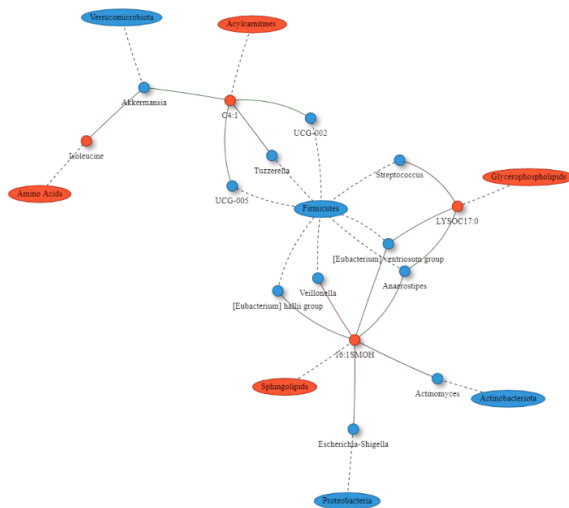 Verrucomicrobiota
Acylcarnitines
Akkermansia
C4:1
UCG-002
Isoleucine
Tuzzerella
Streptococcus
Glycerophospholipids
Amino Acids
UCG-005
Firmicutes
LYSOC17:0
[Eubacterium] ventriosum group
Anaerostipes
Veillonella
[Eubacterium] hallii group
16:1SMOH
Sphingolipids
Actinomyces
Actinobacteriota
Escherichia-Shigella
Proteobacteria